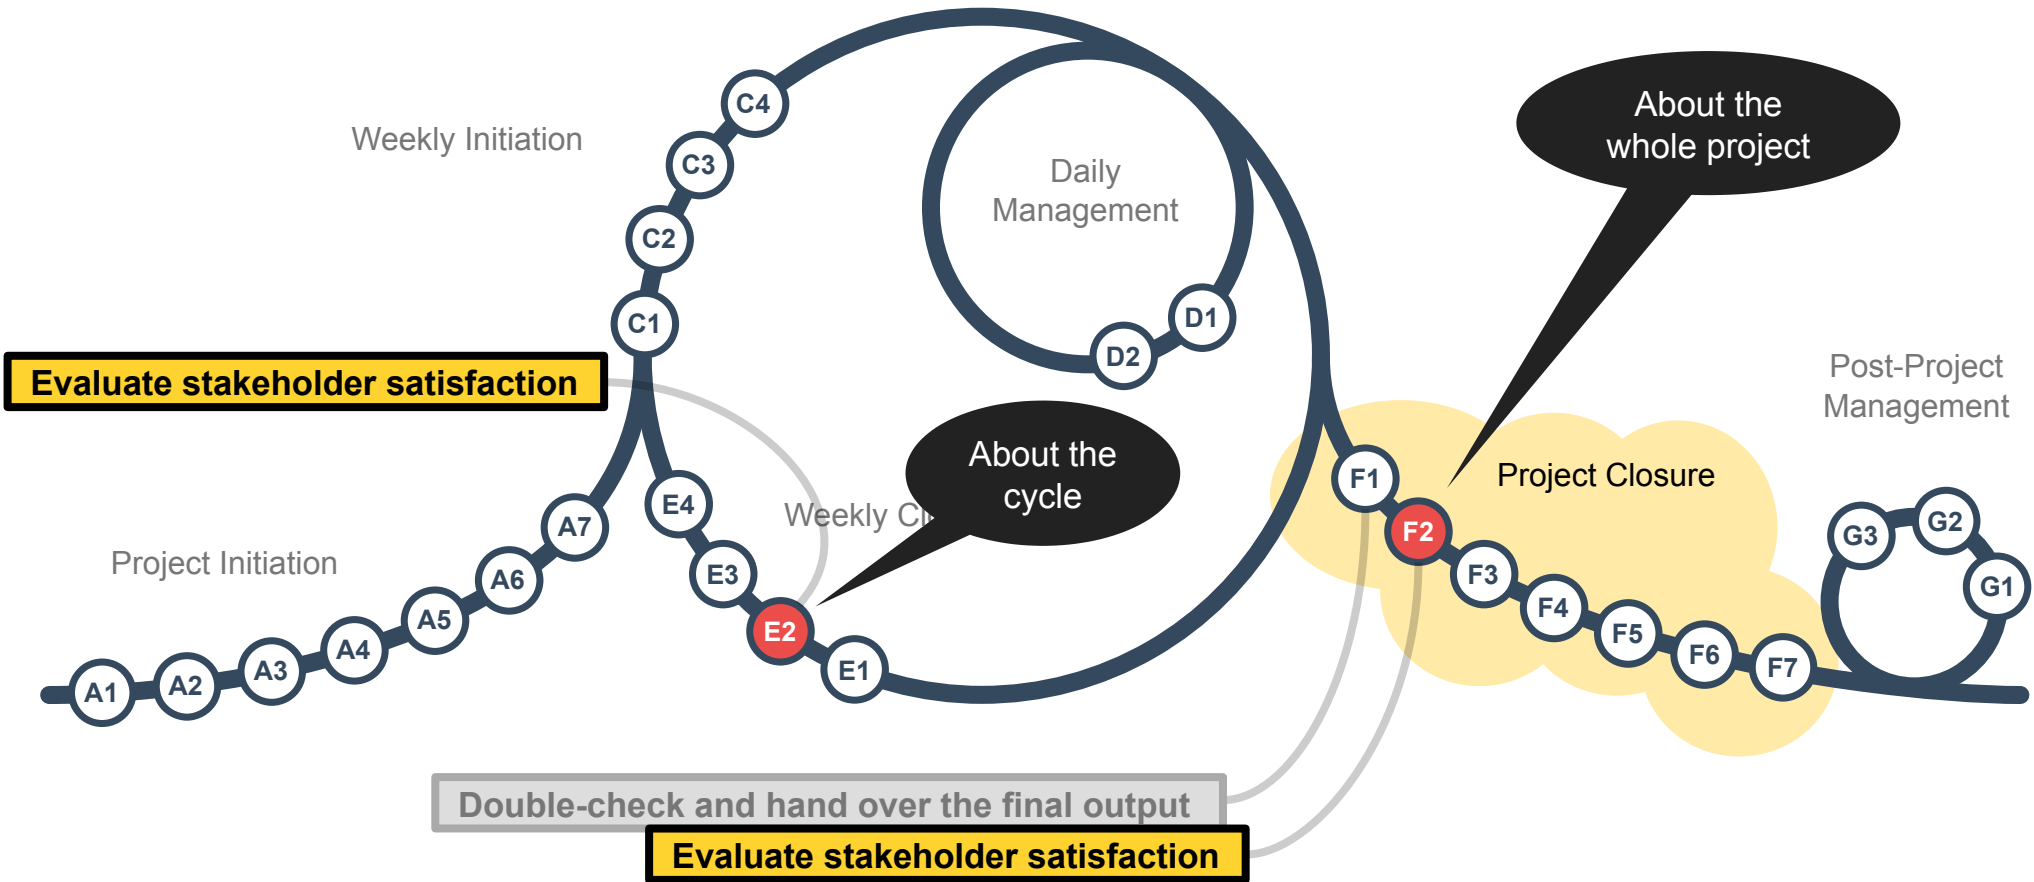 Weekly Initiation
C4
C3
C2
C1
Daily
Management
D1
D2
About the
whole project
Evaluate stakeholder satisfaction
Post-Project
Management
About the
cycle
Weekly Cl
Project Closure
Project Initiation
A1
A2
A3
A4
A5
A6
A7
E4
E3
E2
E1
F1
F2
F3
F4
F5
F6
F7
G3
G2
G1
Double-check and hand over the final output
Evaluate stakeholder satisfaction